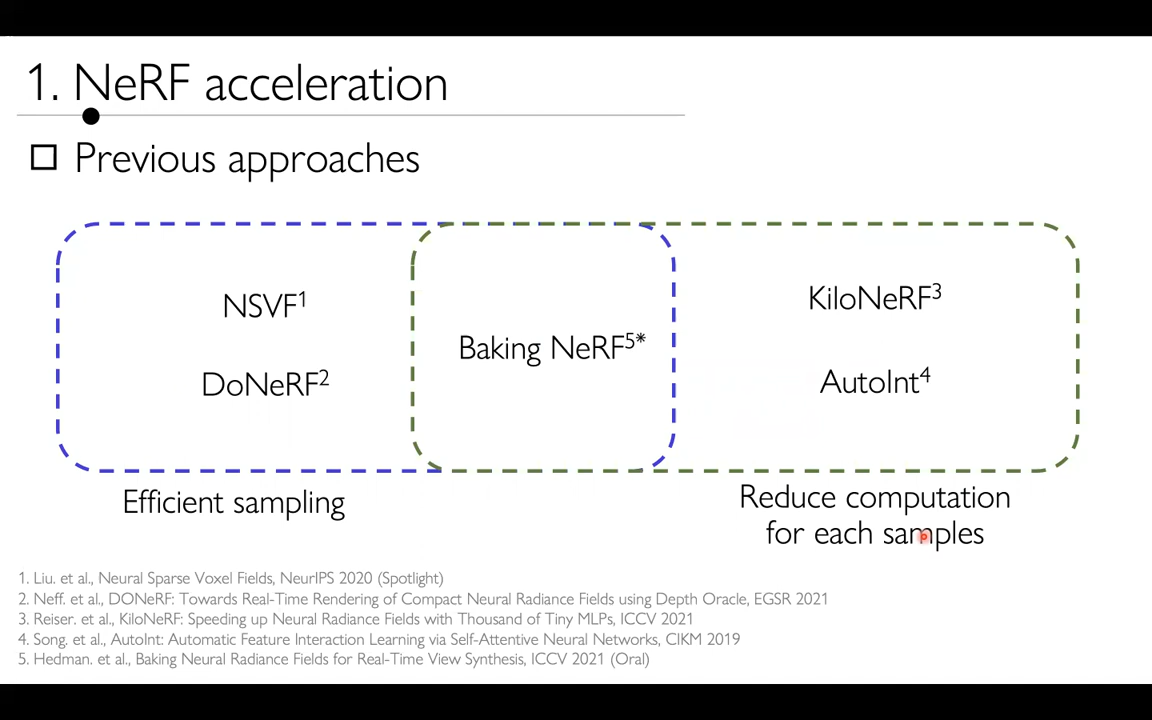 1. NeRF acceleration
Previous approaches
NSVF1
DoNeRF2
Baking NeRF5*
KiloNeRF3
AutoInt4
Efficient sampling
Reduce computation
for each samples
1. Liu. et al., Neural Sparse Voxel Fields, NeurIPS 2020 (Spotlight)
2. Neff. et al., DONeRF: Towards Real-Time Rendering of Compact Neural Radiance Fields using Depth Oracle, EGSR 2021
3. Reiser. et al., KiloNeRF: Speeding up Neural Radiance Fields with Thousand of Tiny MLPs, ICCV 2021
4. Song. et al., AutoInt: Automatic Feature Interaction Learning via Self-Attentive Neural Networks, CIKM 2019
5. Hedman. et al., Baking Neural Radiance Fields for Real-Time View Synthesis, ICCV 2021 (Oral)